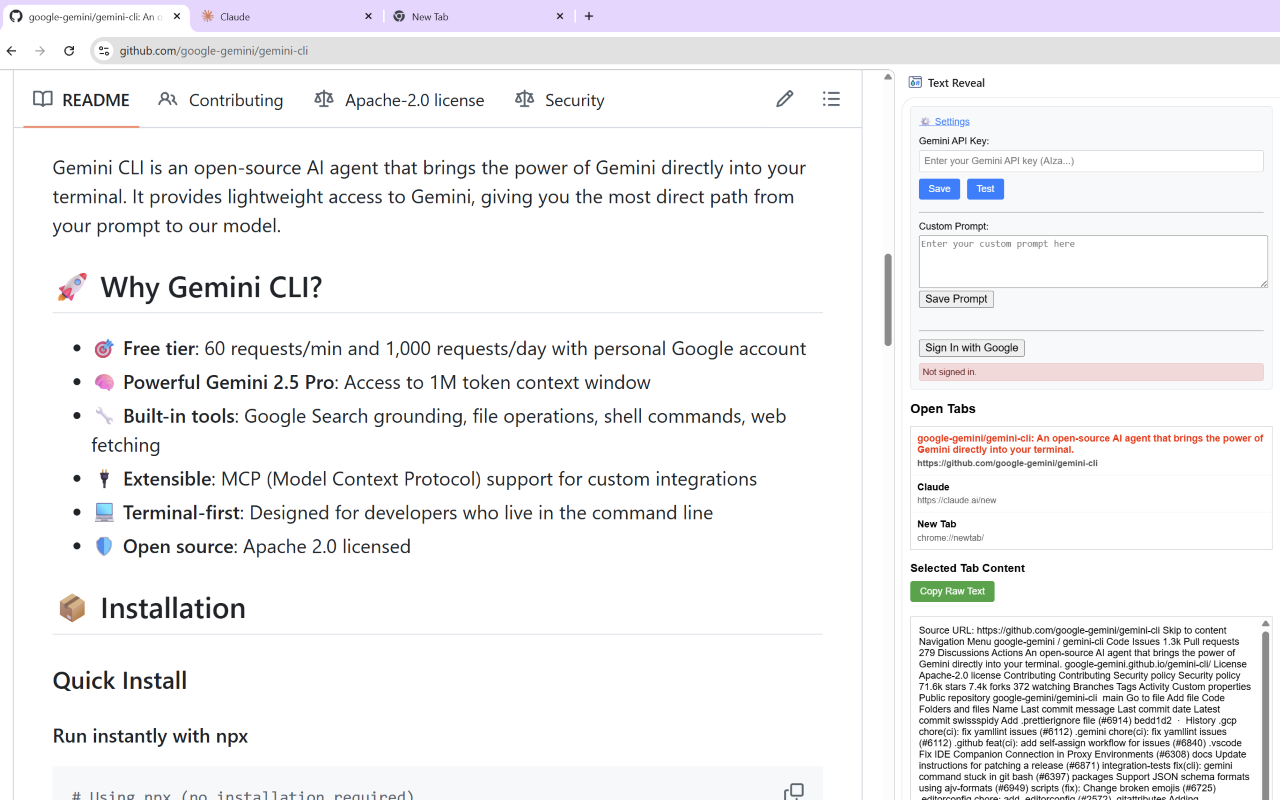 google-gemini/gemini-cli: An o
Claude
New Tab
github.com/google-gemini/gemini-cli
README
Contributing
Apache-2.0 license
Security
Gemini CLI is an open-source AI agent that brings the power of Gemini directly into your
terminal. It provides lightweight access to Gemini, giving you the most direct path from
your prompt to our model.
🚀 Why Gemini CLI?
• 🎯 Free tier: 60 requests/min and 1,000 requests/day with personal Google account
• 🧠 Powerful Gemini 2.5 Pro: Access to 1M token context window
• 🔧 Built-in tools: Google Search grounding, file operations, shell commands, web
fetching
• 🔌 Extensible: MCP (Model Context Protocol) support for custom integrations
• 💻 Terminal-first: Designed for developers who live in the command line
• 🛡️ Open source: Apache 2.0 licensed
📦 Installation
Quick Install
Run instantly with npx
# Using npx (no installation required)
Text Reveal
⚙️ Settings
Gemini API Key:
Enter your Gemini API key (AIza...)
Save
Test
Custom Prompt:
Enter your custom prompt here
Save Prompt
Sign In with Google
Not signed in.
Open Tabs
google-gemini/gemini-cli: An open-source AI agent that brings the power of
Gemini directly into your terminal.
https://github.com/google-gemini/gemini-cli
Claude
https://claude.ai/new
New Tab
chrome://newtab/
Selected Tab Content
Copy Raw Text
Source URL: https://github.com/google-gemini/gemini-cli Skip to content
Navigation Menu google-gemini / gemini-cli Code Issues 1.3k Pull requests
279 Discussions Actions An open-source AI agent that brings the power of
Gemini directly into your terminal. google-gemini.github.io/gemini-cli/ License
Apache-2.0 license Contributing Contributing Security policy Security policy
71.6k stars 7.4k forks 372 watching Branches Tags Activity Custom properties
Public repository google-gemini/gemini-cli main Go to file Add file Code
Folders and files Name Last commit message Last commit date Latest
commit swissspidy Add .prettierignore file (#6914) bedd1d2 · History .gcp
chore(ci): fix yamllint issues (#6112) .gemini chore(ci): fix yamllint issues
(#6112) .github feat(ci): add self-assign workflow for issues (#6840) .vscode
Fix IDE Companion Connection in Proxy Environments (#6308) docs Update
instructions for patching a release (#6871) integration-tests fix(cli): gemini
command stuck in git bash (#6397) packages Support JSON schema formats
using ajv-formats (#6949) scripts (fix): Change broken emojis (#6725)
.editorconfig chore: add .editorconfig (#2572) .gitattributes Adding